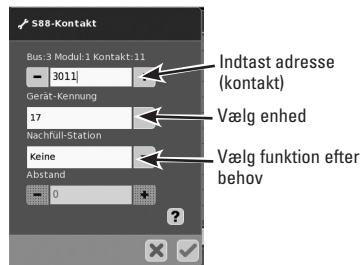 S88-Kontakt
Bus:3 Modul:1 Kontakt:11
3011
Gerät-Kennung
17
Nachfüll-Station
Keine
Abstand
0
?
Indtast adresse
(kontakt)
Vælg enhed
Vælg funktion efter
behov